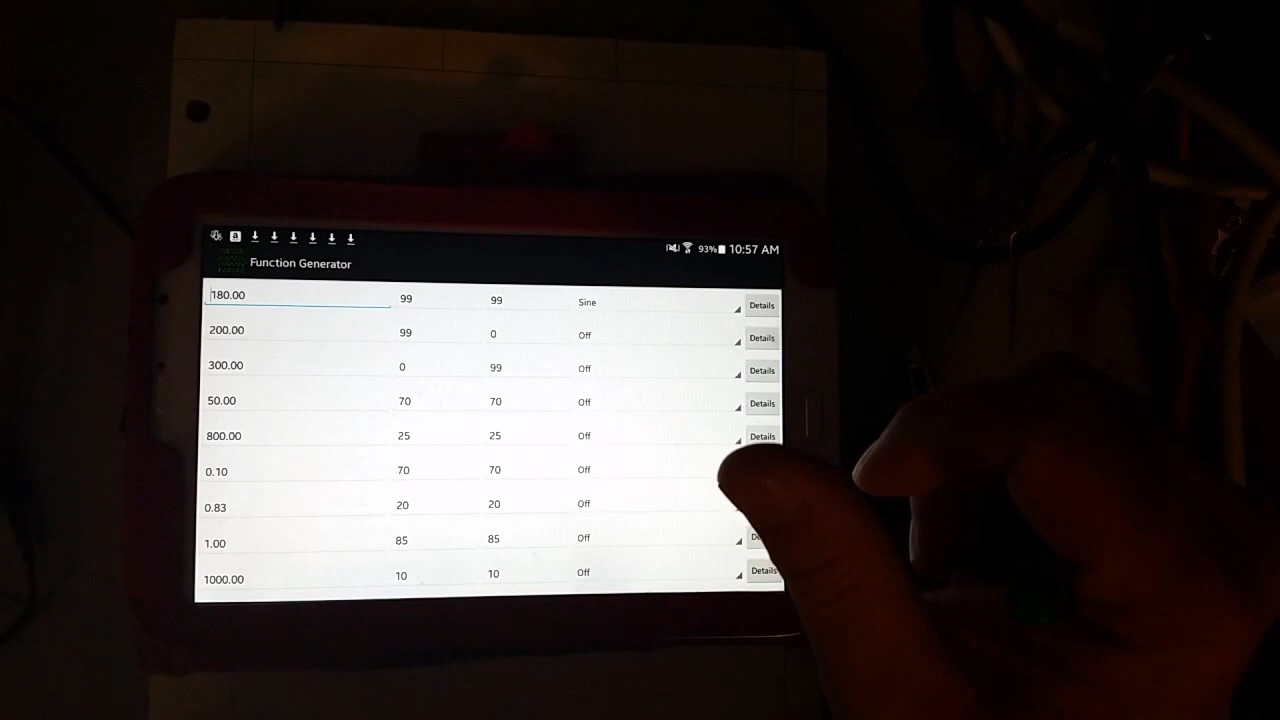 93% 10:57 AM
Function Generator
180.00 99 99 Sine Details
200.00 99 0 Off Details
300.00 0 99 Off Details
50.00 70 70 Off Details
800.00 25 25 Off Details
0.10 70 70 Off
0.83 20 20 Off
1.00 85 85 Off De
1000.00 10 10 Off Details